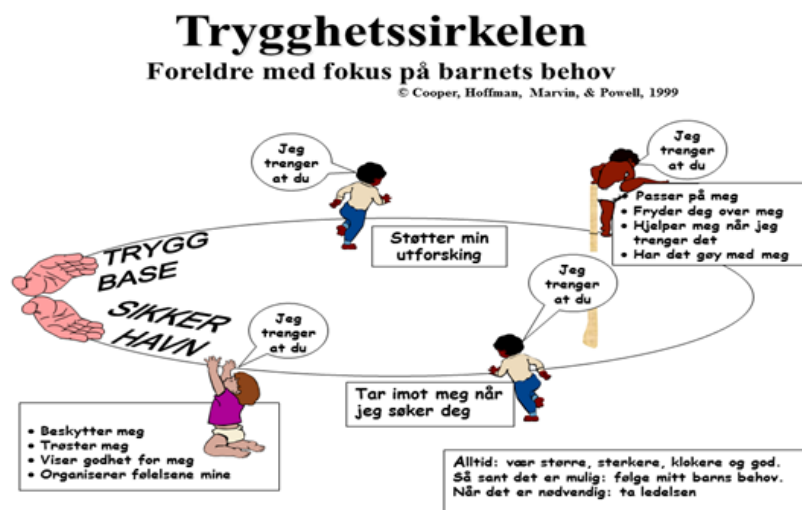 Trygghetssirkelen
Foreldre med fokus på barnets behov
© Cooper, Hoffman, Marvin, & Powell, 1999
Jeg
trenger
at du
Støtter min
utforsking
Jeg
trenger
at du
• Passer på meg
• Fryder deg over meg
• Hjelper meg når jeg
trenger det
• Har det gøy med meg
TRYGG
BASE
SIKKER
HAVN
Jeg
trenger
at du
Tar imot meg når
jeg søker deg
Jeg
trenger
at du
• Beskytter meg
• Trøster meg
• Viser godhet for meg
• Organiserer følelsene mine
Alltid: vær større, sterkere, klokere og god.
Så sant det er mulig: følge mitt barns behov.
Når det er nødvendig: ta ledelsen